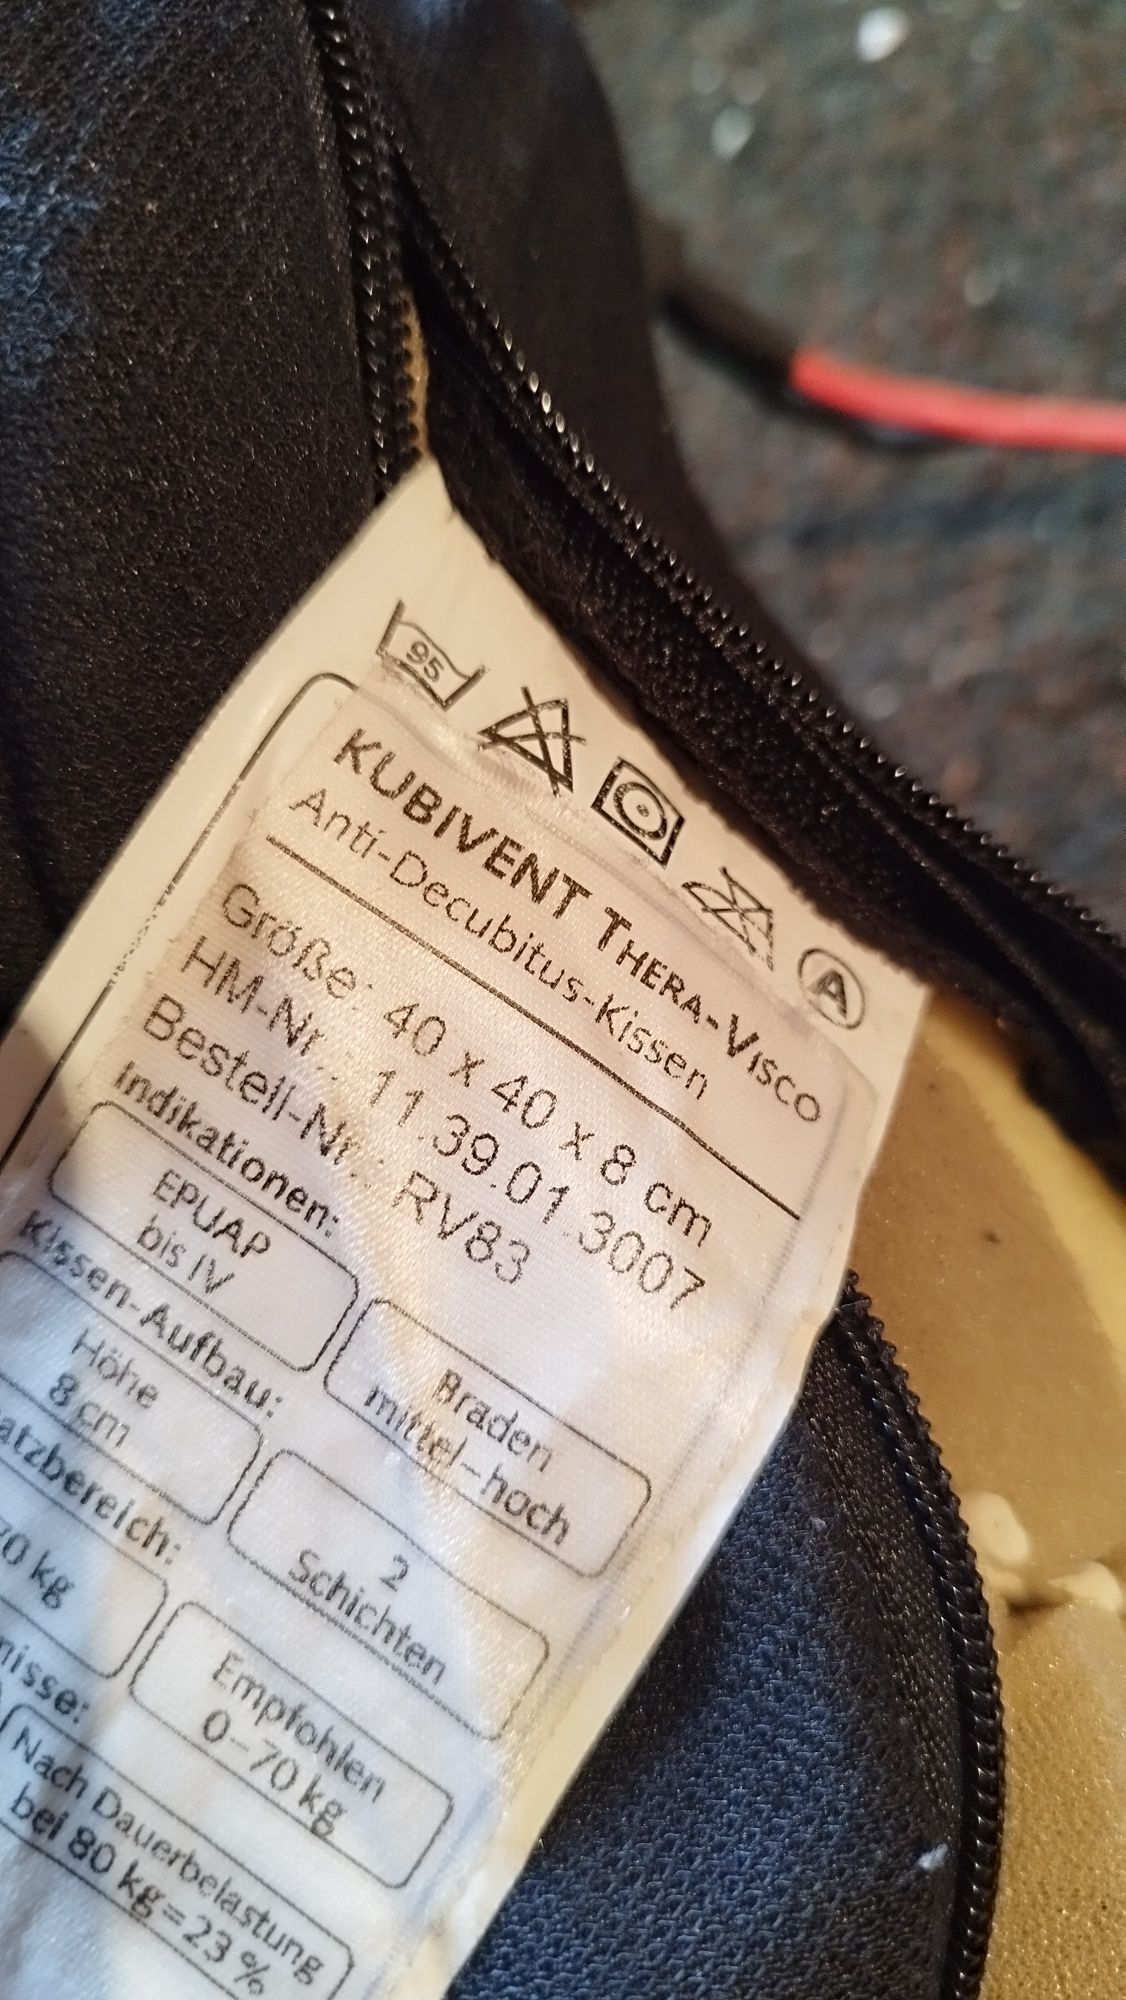 95
A
KUBIVENT THERA-VISCO
Anti-Decubitus-Kissen
Größe: 40 x 40 x 8 cm
HM-Nr.: 11.39.01.3007
Bestell-Nr.: RV83
Indikationen:
EPUAP
bis IV
Braden
mittel–hoch
Kissen-Aufbau:
Höhe
8 cm
2
Schichten
70 kg
Empfohlen
0–70 kg
Nach Dauerbelastung
bei 80 kg = 23 %